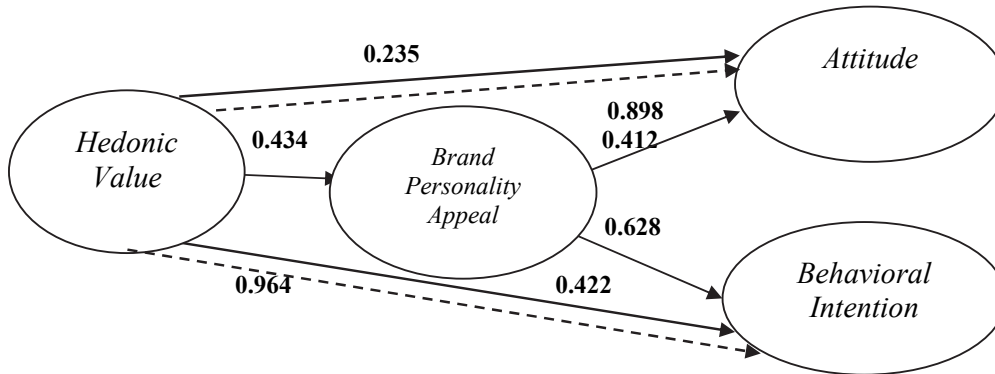 0.235
Attitude
0.898
Hedonic
Value
0.434
0.412
Brand
Personality
Appeal
0.628
0.964
0.422
Behavioral
Intention